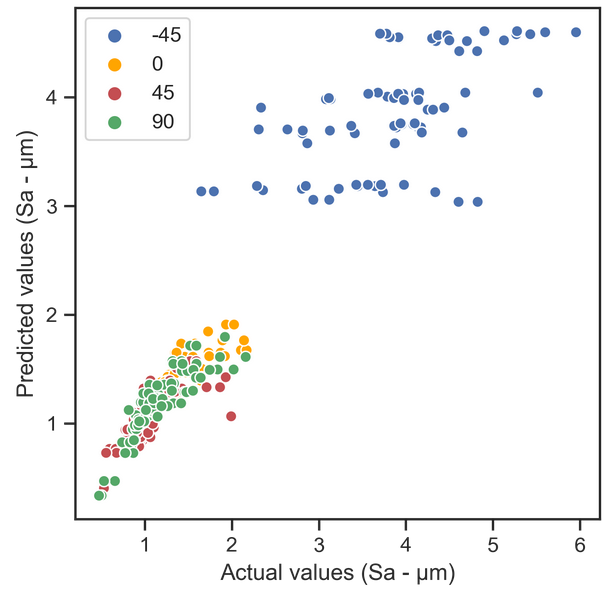 -45
0
45
90
4
3
2
1
Predicted values (Sa - μm)
1 2 3 4 5 6
Actual values (Sa - μm)